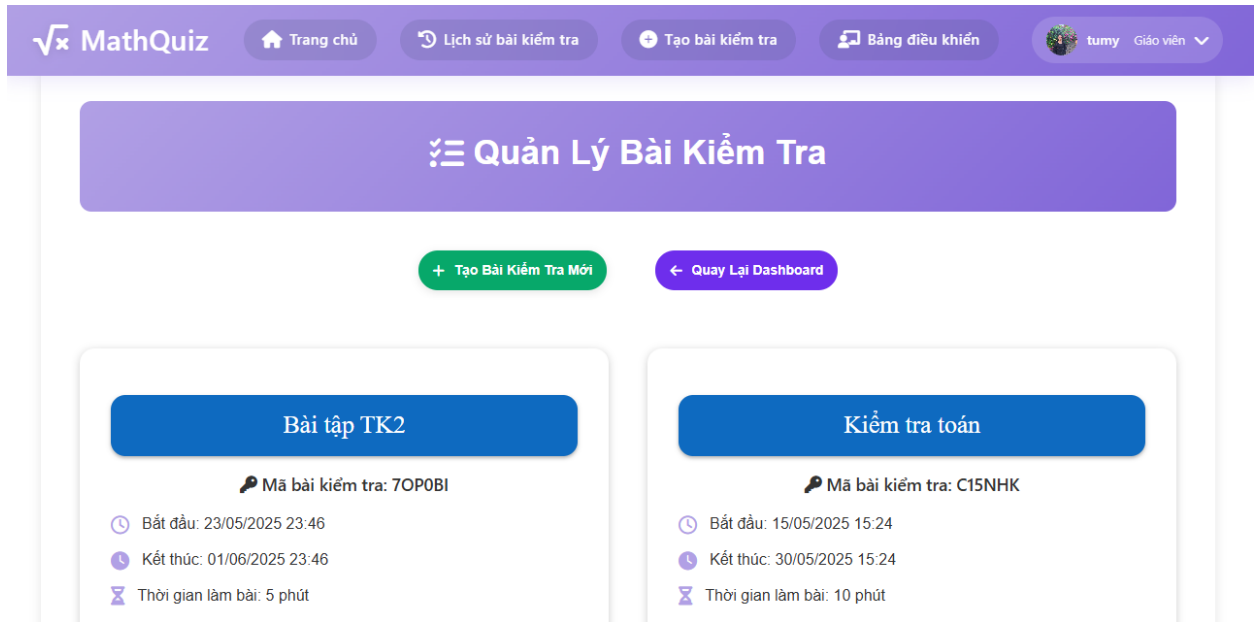 √x MathQuiz Trang chủ Lịch sử bài kiểm tra Tạo bài kiểm tra Bảng điều khiển tumy Giáo viên
Quản Lý Bài Kiểm Tra
+ Tạo Bài Kiểm Tra Mới
← Quay Lại Dashboard
Bài tập TK2
Mã bài kiểm tra: 7OP0BI
Bắt đầu: 23/05/2025 23:46
Kết thúc: 01/06/2025 23:46
Thời gian làm bài: 5 phút
Kiểm tra toán
Mã bài kiểm tra: C15NHK
Bắt đầu: 15/05/2025 15:24
Kết thúc: 30/05/2025 15:24
Thời gian làm bài: 10 phút